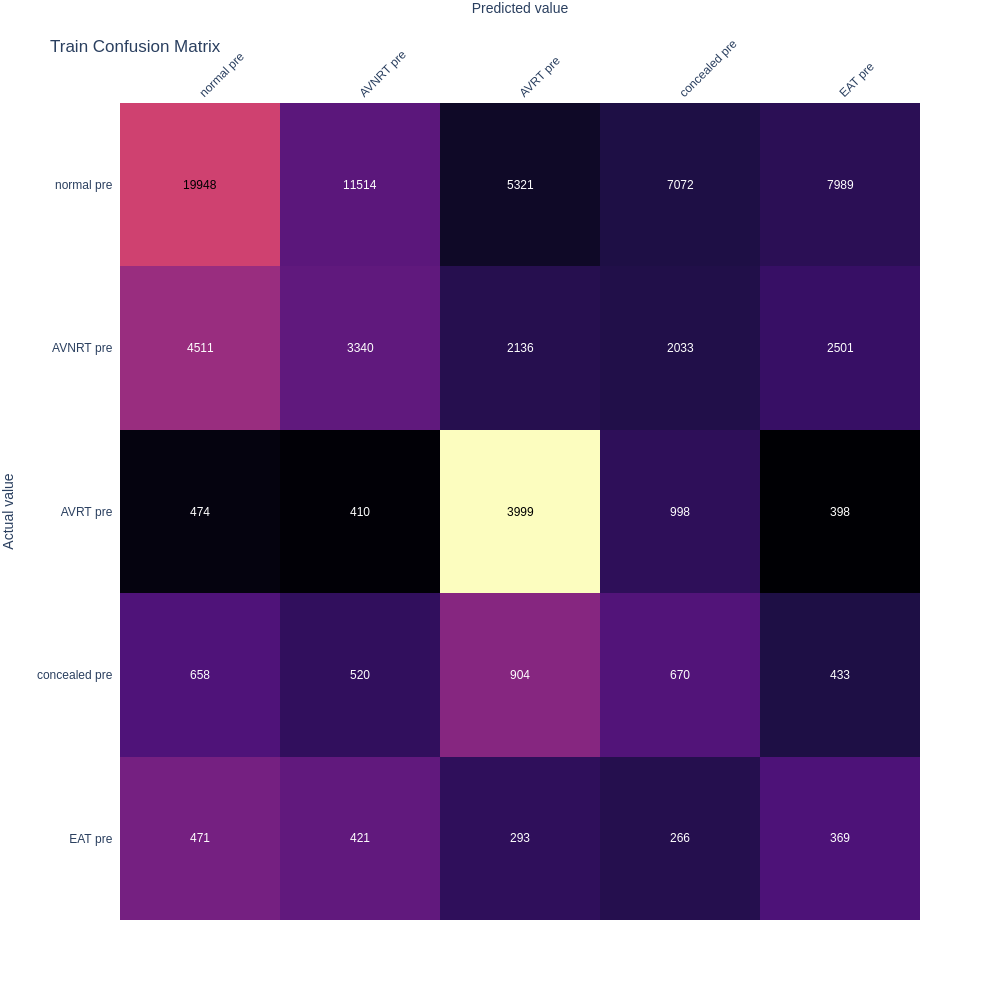 Predicted value
Train Confusion Matrix
normal pre
AVNRT pre
AVRT pre
concealed pre
EAT pre
normal pre 19948 11514 5321 7072 7989
AVNRT pre 4511 3340 2136 2033 2501
AVRT pre 474 410 3999 998 398
concealed pre 658 520 904 670 433
EAT pre 471 421 293 266 369
Actual value